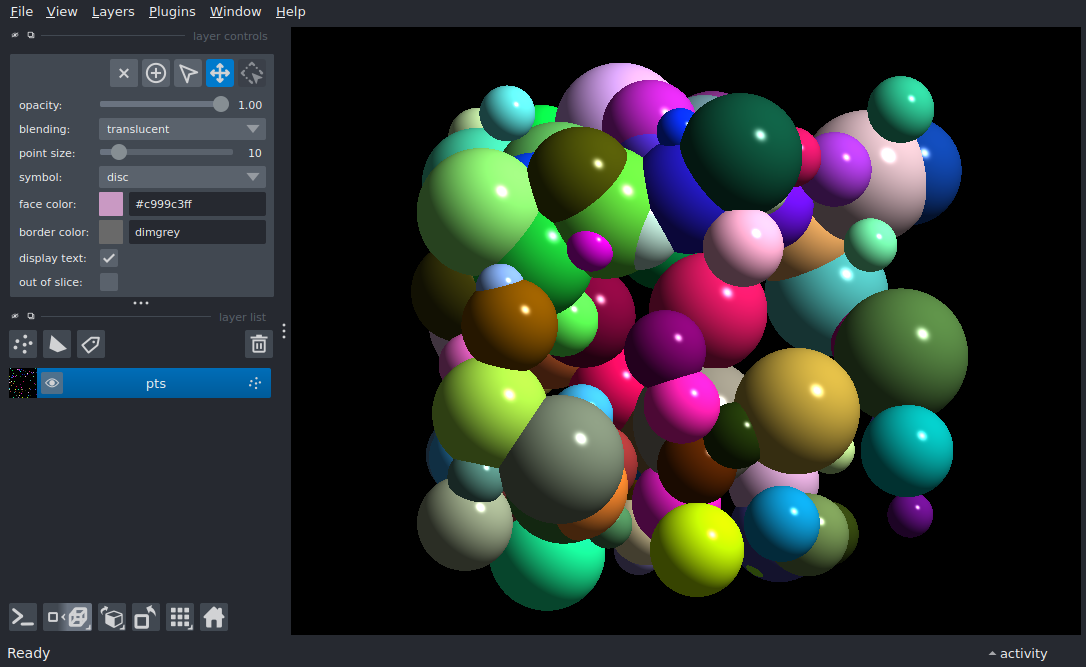 File View Layers Plugins Window Help
layer controls
opacity: 1.00
blending: translucent
point size: 10
symbol: disc
face color: #c999c3ff
border color: dimgrey
display text:
out of slice:
layer list
pts
Ready
activity